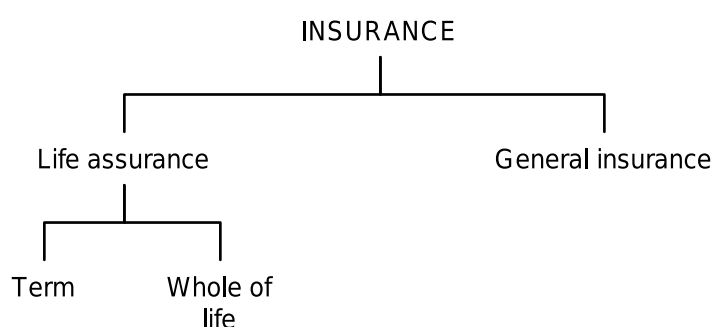 INSURANCE
Life assurance
General insurance
Term
Whole of
life